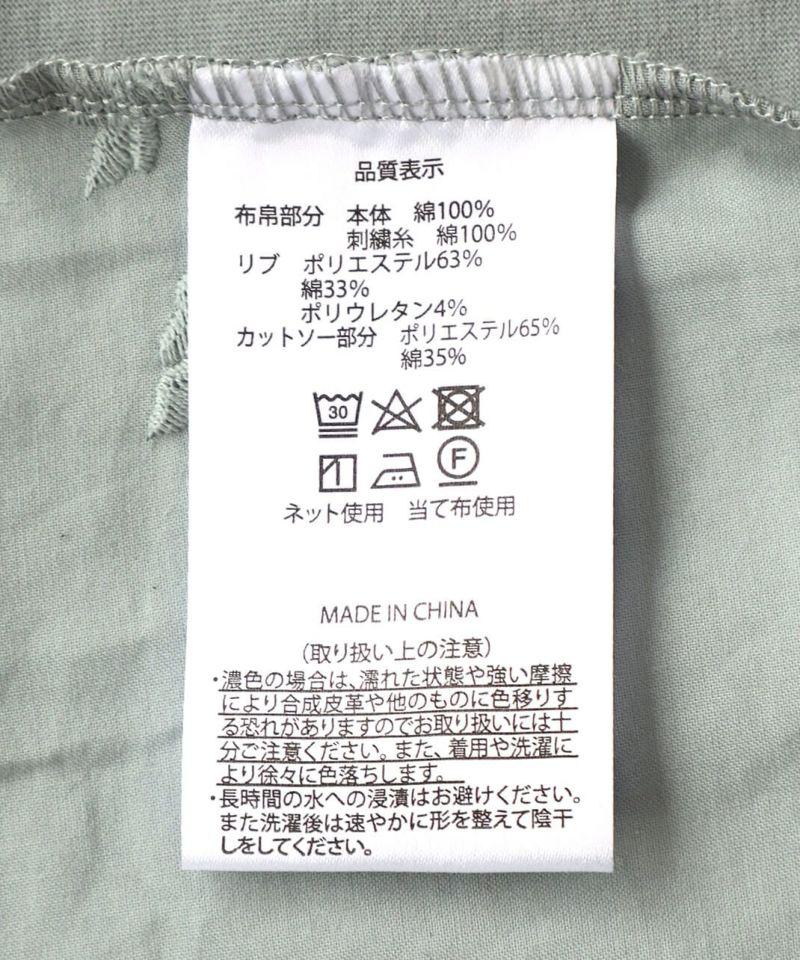 品質表示
布帛部分 本体 綿100%
刺繍糸 綿100%
リブ ポリエステル63%
綿33%
ポリウレタン4%
カットソー部分 ポリエステル65%
綿35%
30
F
ネット使用 当て布使用
MADE IN CHINA
(取り扱い上の注意)
・濃色の場合は、濡れた状態や強い摩擦
により合成皮革や他のものに色移りす
る恐れがありますのでお取り扱いには十
分ご注意ください。また、着用や洗濯に
より徐々に色落ちします。
・長時間の水への浸漬はお避けください。
また洗濯後は速やかに形を整えて陰干
しをしてください。